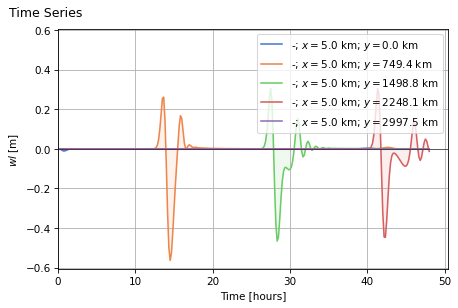 Time Series
-; x = 5.0 km; y = 0.0 km
-; x = 5.0 km; y = 749.4 km
-; x = 5.0 km; y = 1498.8 km
-; x = 5.0 km; y = 2248.1 km
-; x = 5.0 km; y = 2997.5 km
0.6
0.4
0.2
0.0
−0.2
−0.4
−0.6
wl [m]
0 10 20 30 40 50
Time [hours]